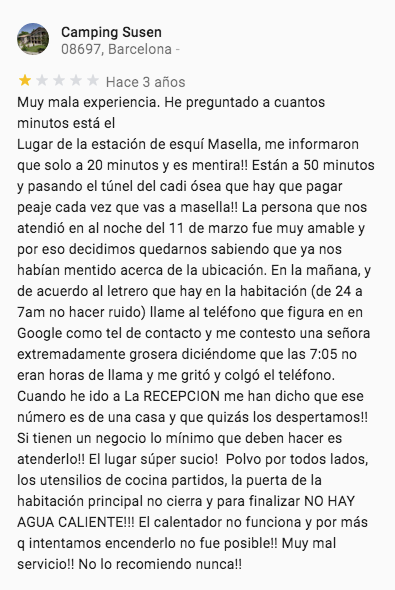 Camping Susen
08697, Barcelona -
Hace 3 años
Muy mala experiencia. He preguntado a cuantos
minutos está el
Lugar de la estación de esquí Masella, me informaron
que solo a 20 minutos y es mentira!! Están a 50 minutos
y pasando el túnel del cadi ósea que hay que pagar
peaje cada vez que vas a masella!! La persona que nos
atendió en al noche del 11 de marzo fue muy amable y
por eso decidimos quedarnos sabiendo que ya nos
habían mentido acerca de la ubicación. En la mañana, y
de acuerdo al letrero que hay en la habitación (de 24 a
7am no hacer ruido) llame al teléfono que figura en en
Google como tel de contacto y me contesto una señora
extremadamente grosera diciéndome que las 7:05 no
eran horas de llama y me gritó y colgó el teléfono.
Cuando he ido a La RECEPCION me han dicho que ese
número es de una casa y que quizás los despertamos!!
Si tienen un negocio lo mínimo que deben hacer es
atenderlo!! El lugar súper sucio!  Polvo por todos lados,
los utensilios de cocina partidos, la puerta de la
habitación principal no cierra y para finalizar NO HAY
AGUA CALIENTE!!! El calentador no funciona y por más
q intentamos encenderlo no fue posible!! Muy mal
servicio!! No lo recomiendo nunca!!